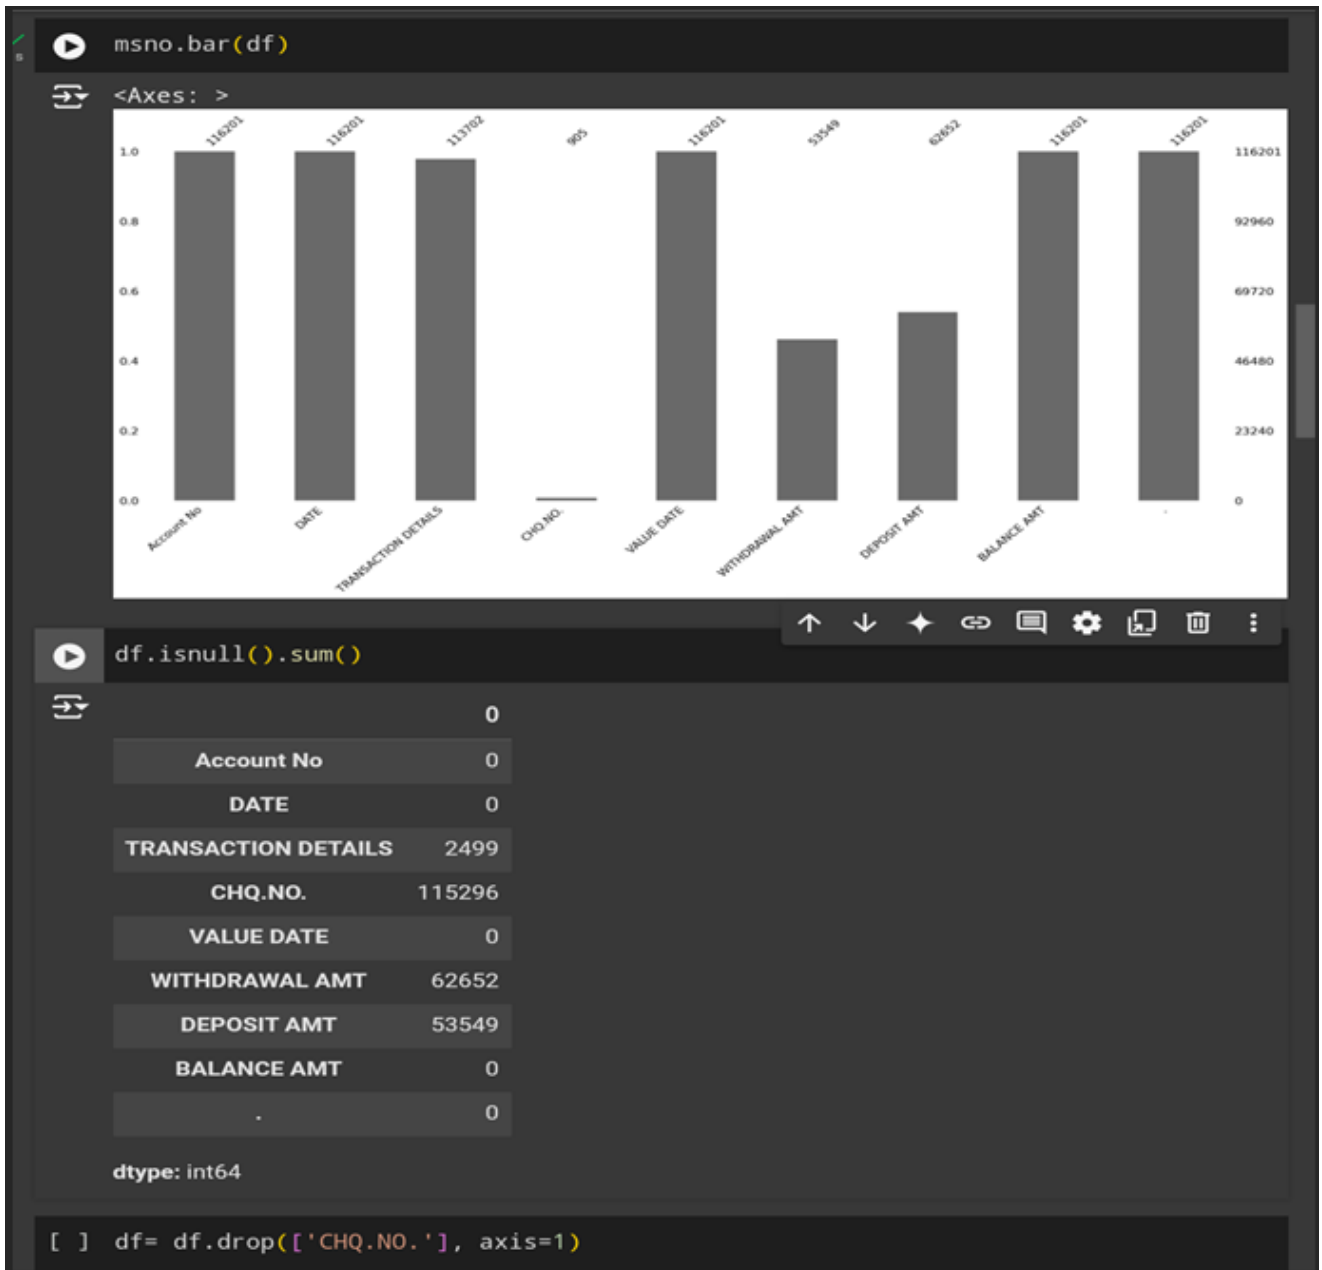 msno.bar(df)
s
<Axes: >
116201 116201 113702 905 116201 53549 62652 116201 116201
1.0 116201
0.8 92960
0.6 69720
0.4 46480
0.2 23240
0.0 0
Account No DATE TRANSACTION DETAILS CHQ.NO. VALUE DATE WITHDRAWAL AMT DEPOSIT AMT BALANCE AMT .
df.isnull().sum()
0
Account No 0
DATE 0
TRANSACTION DETAILS 2499
CHQ.NO. 115296
VALUE DATE 0
WITHDRAWAL AMT 62652
DEPOSIT AMT 53549
BALANCE AMT 0
. 0
dtype: int64
[ ] df= df.drop(['CHQ.NO.'], axis=1)